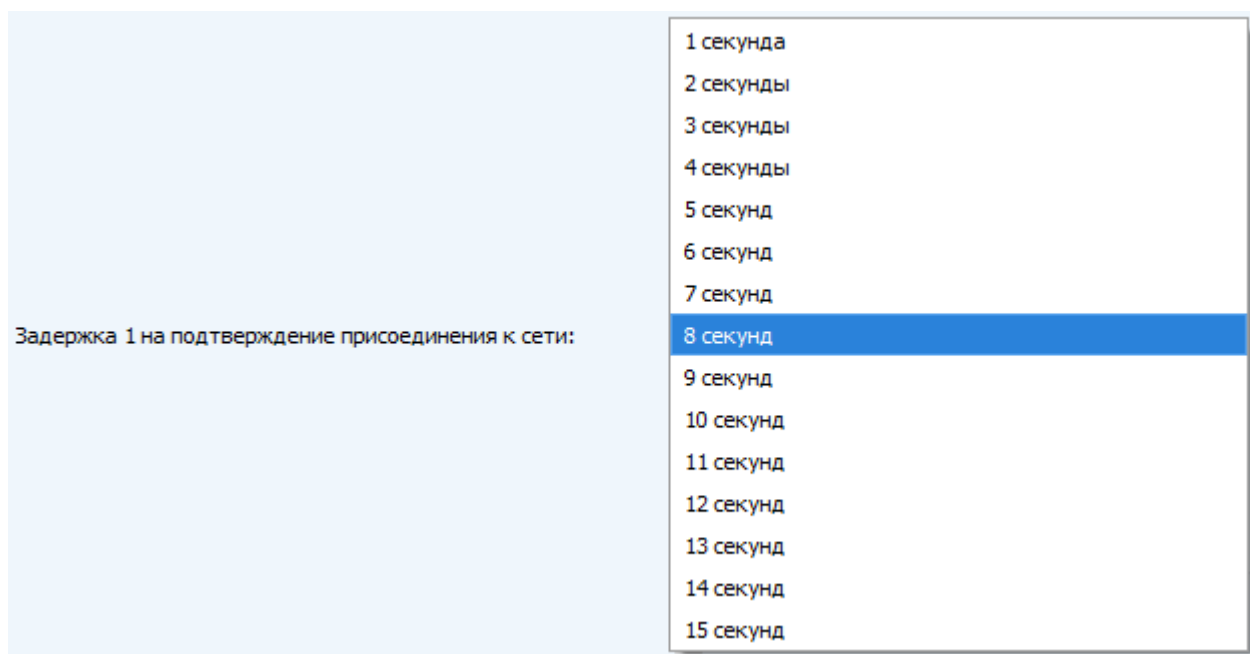 1 секунда
2 секунды
3 секунды
4 секунды
5 секунд
6 секунд
7 секунд
Задержка 1 на подтверждение присоединения к сети:
8 секунд
9 секунд
10 секунд
11 секунд
12 секунд
13 секунд
14 секунд
15 секунд